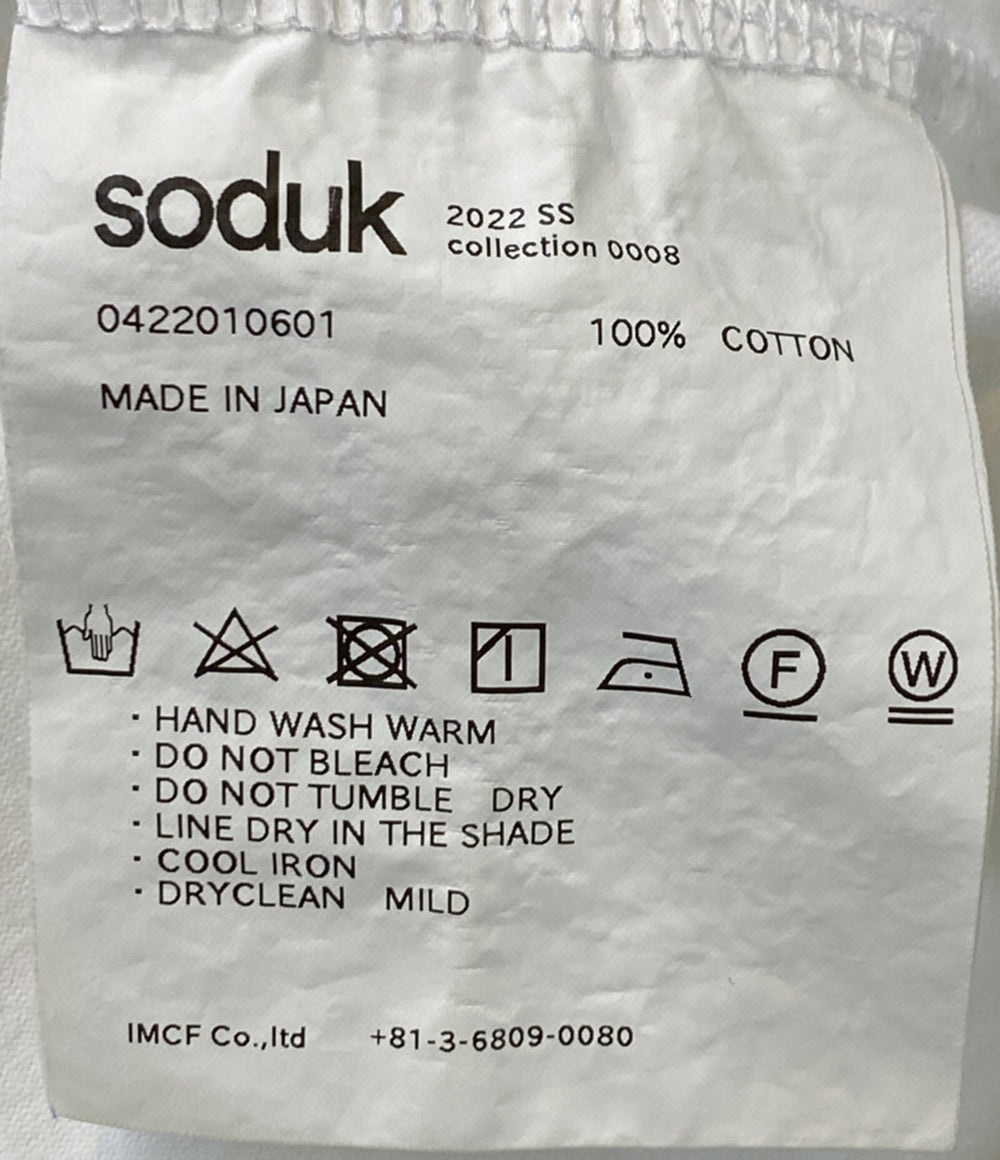 soduk
2022 SS
collection 0008
0422010601
100% COTTON
MADE IN JAPAN
F
W
· HAND WASH WARM
· DO NOT BLEACH
· DO NOT TUMBLE DRY
· LINE DRY IN THE SHADE
· COOL IRON
· DRYCLEAN MILD
IMCF Co.,ltd +81-3-6809-0080